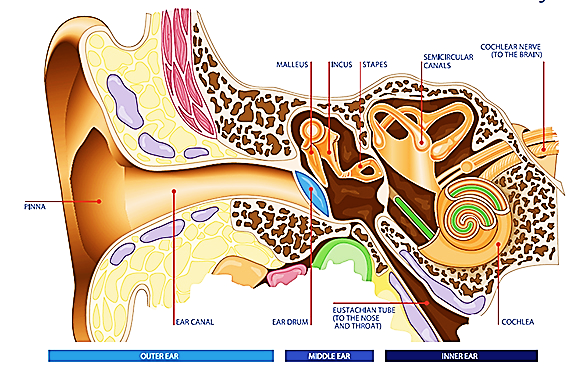 MALLEUS
INCUS
STAPES
SEMICIRCULAR
CANALS
COCHLEAR NERVE
(TO THE BRAIN)
PINNA
EAR CANAL
EAR DRUM
EUSTACHIAN TUBE
(TO THE NOSE
AND THROAT)
COCHLEA
OUTER EAR
MIDDLE EAR
INNER EAR